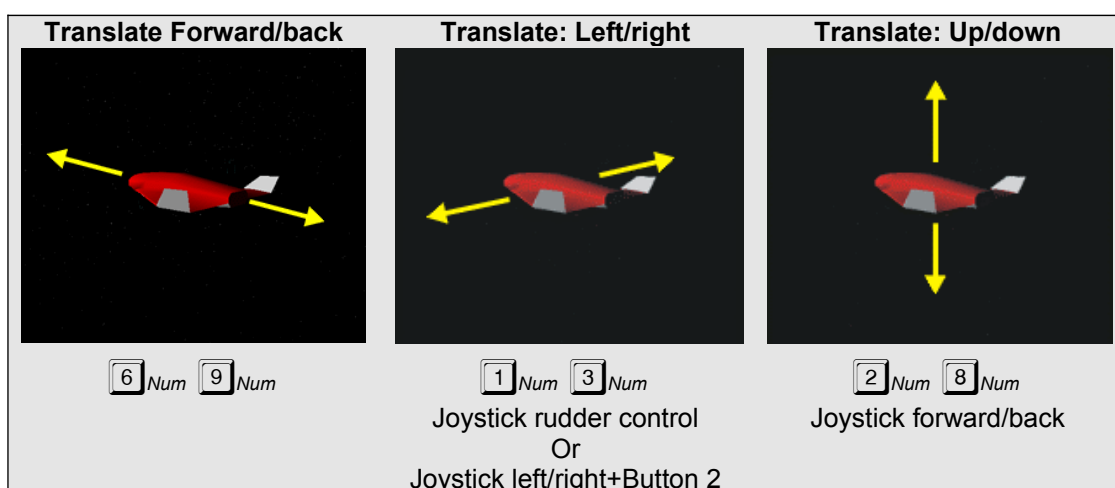 Translate Forward/back
Translate: Left/right
Translate: Up/down
6 Num 9 Num
1 Num 3 Num
2 Num 8 Num
Joystick rudder control
Joystick forward/back
Or
Joystick left/right+Button 2